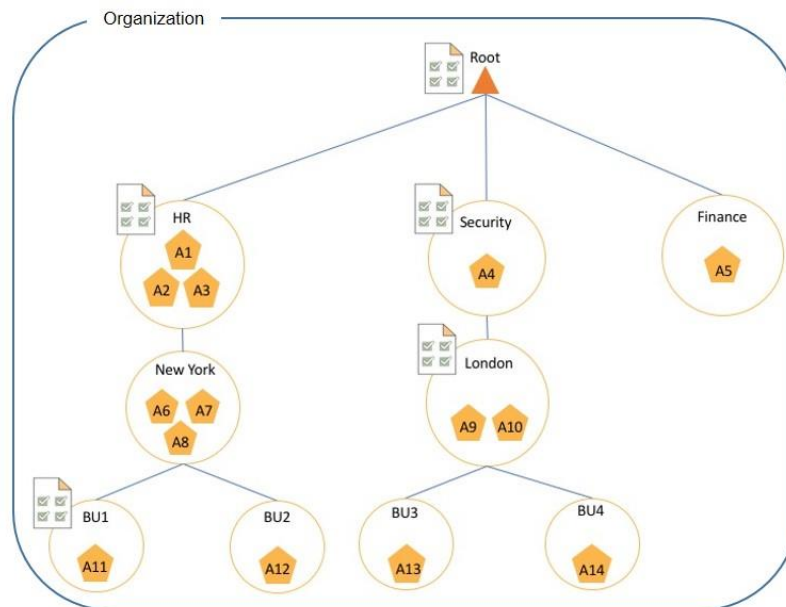 Organization
Root
HR
Security
Finance
A1
A2 A3
A4
A5
New York
London
A6 A7
A8
A9 A10
BU1
BU2
BU3
BU4
A11
A12
A13
A14